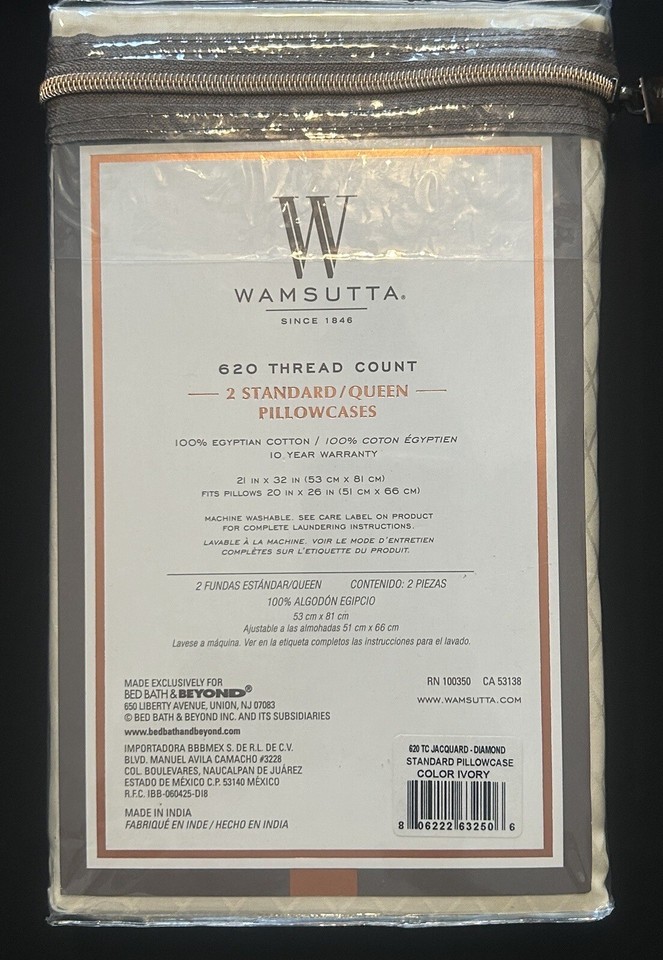 W
WAMSUTTA®
SINCE 1846
620 THREAD COUNT
2 STANDARD/QUEEN
PILLOWCASES
100% EGYPTIAN COTTON / 100% COTON ÉGYPTIEN
10 YEAR WARRANTY
21 IN X 32 IN (53 CM X 81 CM)
FITS PILLOWS 20 IN X 26 IN (51 CM X 66 CM)
MACHINE WASHABLE. SEE CARE LABEL ON PRODUCT
FOR COMPLETE LAUNDERING INSTRUCTIONS.
LAVABLE À LA MACHINE. VOIR LE MODE D'ENTRETIEN
COMPLÈTES SUR L'ETIQUETTE DU PRODUIT.
2 FUNDAS ESTÁNDAR/QUEEN CONTENIDO: 2 PIEZAS
100% ALGODÓN EGIPCIO
53 cm x 81 cm
Ajustable a las almohadas 51 cm x 66 cm
Lavese a máquina. Ver en la etiqueta completos las instrucciones para el lavado.
MADE EXCLUSIVELY FOR
BED BATH & BEYOND®
650 LIBERTY AVENUE, UNION, NJ 07083
© BED BATH & BEYOND INC. AND ITS SUBSIDIARIES
www.bedbathandbeyond.com
RN 100350 CA 53138
WWW.WAMSUTTA.COM
IMPORTADORA BBBMEX S. DE R.L. DE C.V.
BLVD. MANUEL AVILA CAMACHO #3228
COL. BOULEVARES, NAUCALPAN DE JUÁREZ
ESTADO DE MÉXICO C.P. 53140 MÉXICO
R.F.C. IBB-060425-DI8
MADE IN INDIA
FABRIQUÉ EN INDE / HECHO EN INDIA
620 TC JACQUARD - DIAMOND
STANDARD PILLOWCASE
COLOR IVORY
8 06222 63250 6